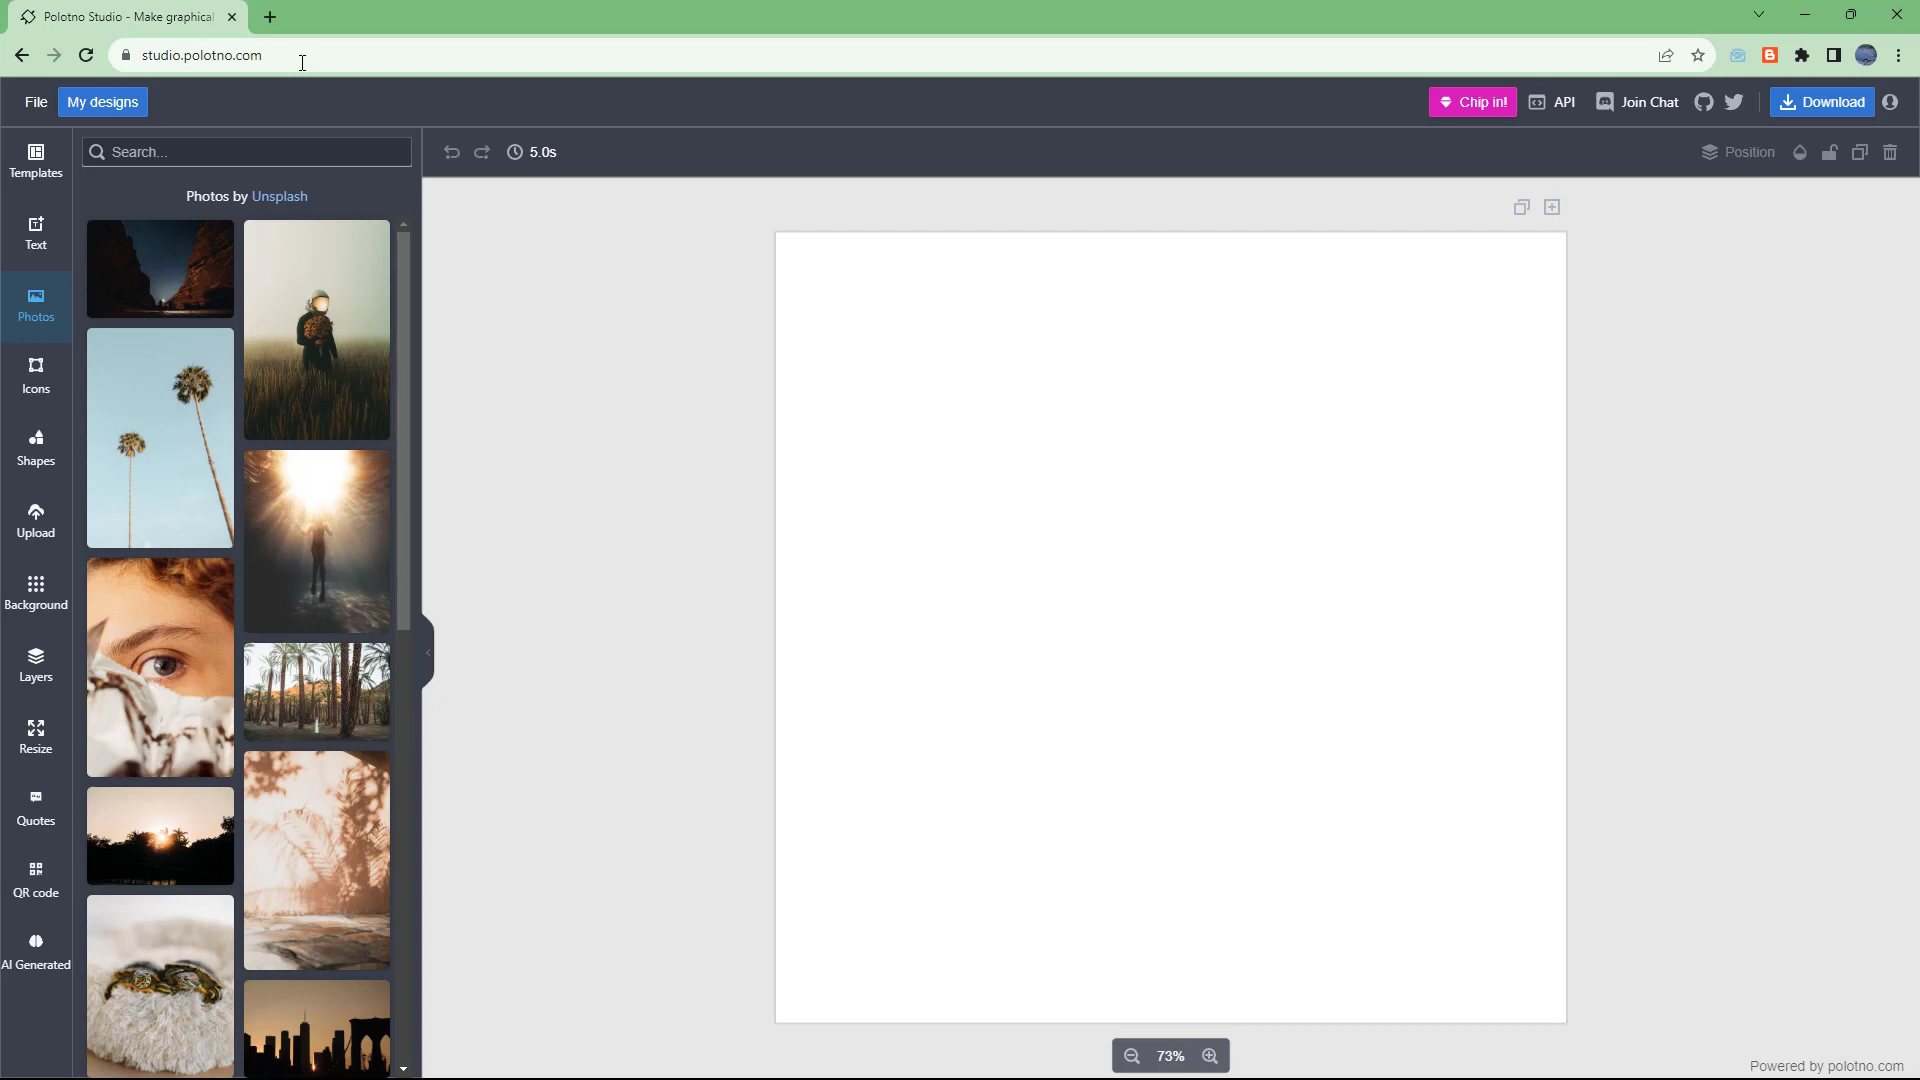 Polotno Studio - Make graphical
studio.polotno.com
File
My designs
Chip in!
API
Join Chat
Download
Templates
Search...
5.0s
Position
Photos by Unsplash
Text
Photos
Icons
Shapes
Upload
Background
Layers
Resize
Quotes
QR code
AI Generated
73%
Powered by polotno.com